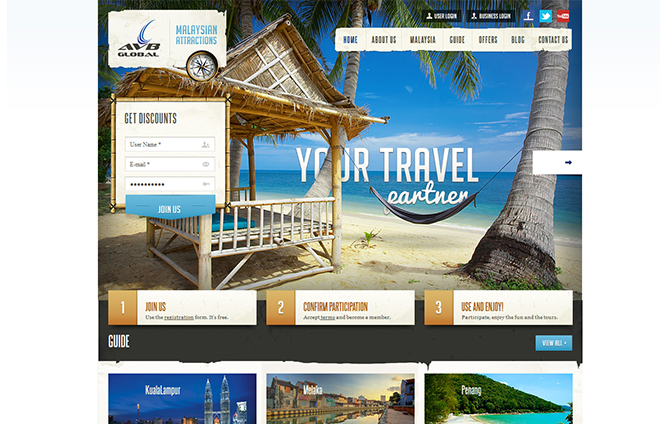 USER LOGIN
BUSINESS LOGIN
f
You Tube
AVB
GLOBAL
MALAYSIAN
ATTRACTIONS
HOME
ABOUT US
MALAYSIA
GUIDE
OFFERS
BLOG
CONTACT US
GET DISCOUNTS
User Name *
E-mail *
••••••••••
JOIN US
YOUR TRAVEL
partner
1
JOIN US
Use the registration form. It's free.
2
CONFIRM PARTICIPATION
Accept terms and become a member.
3
USE AND ENJOY!
Participate, enjoy the fun and the tours.
GUIDE
VIEW ALL
KualaLampur
Melaka
Penang